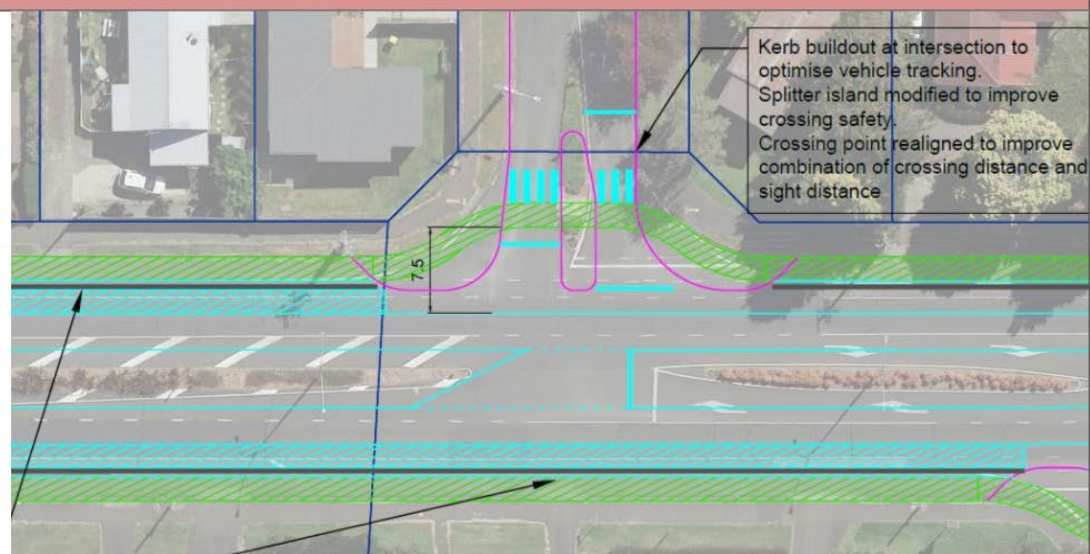 Kerb buildout at intersection to
optimise vehicle tracking.
Splitter island modified to improve
crossing safety.
Crossing point realigned to improve
combination of crossing distance and
sight distance
7.5